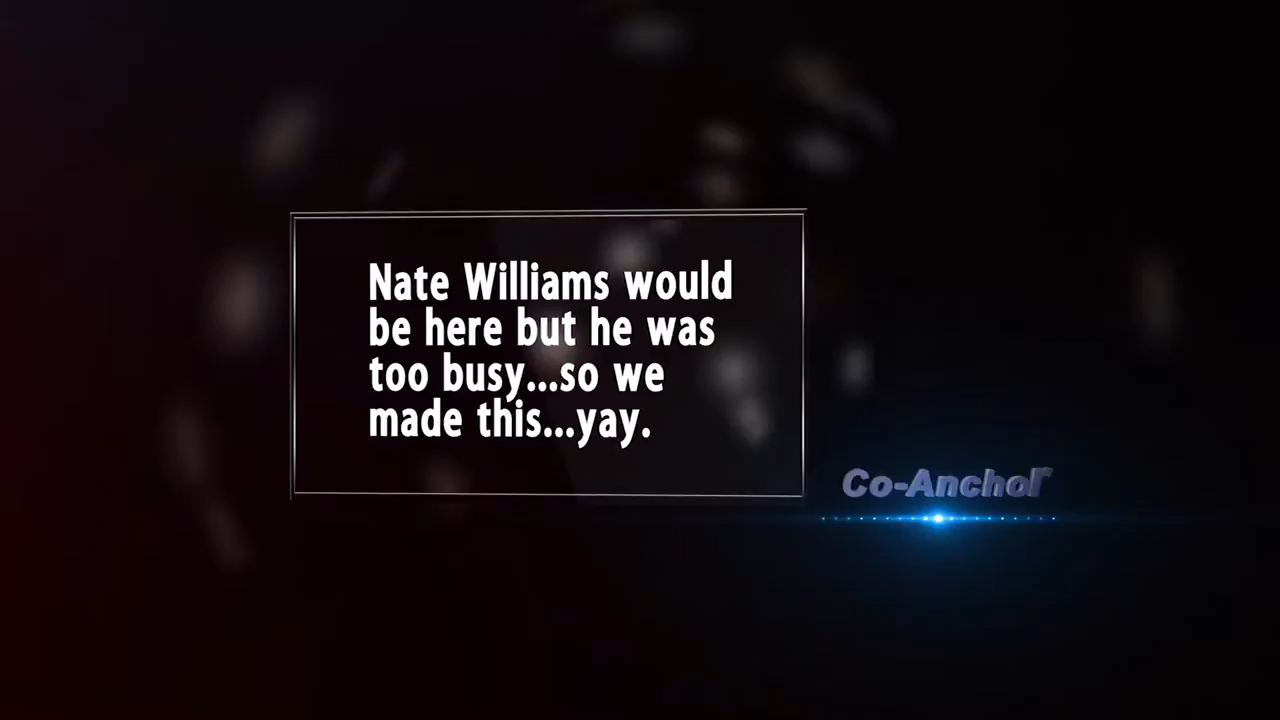 Nate Williams would
be here but he was
too busy...so we
made this...yay.
Co-Anchor